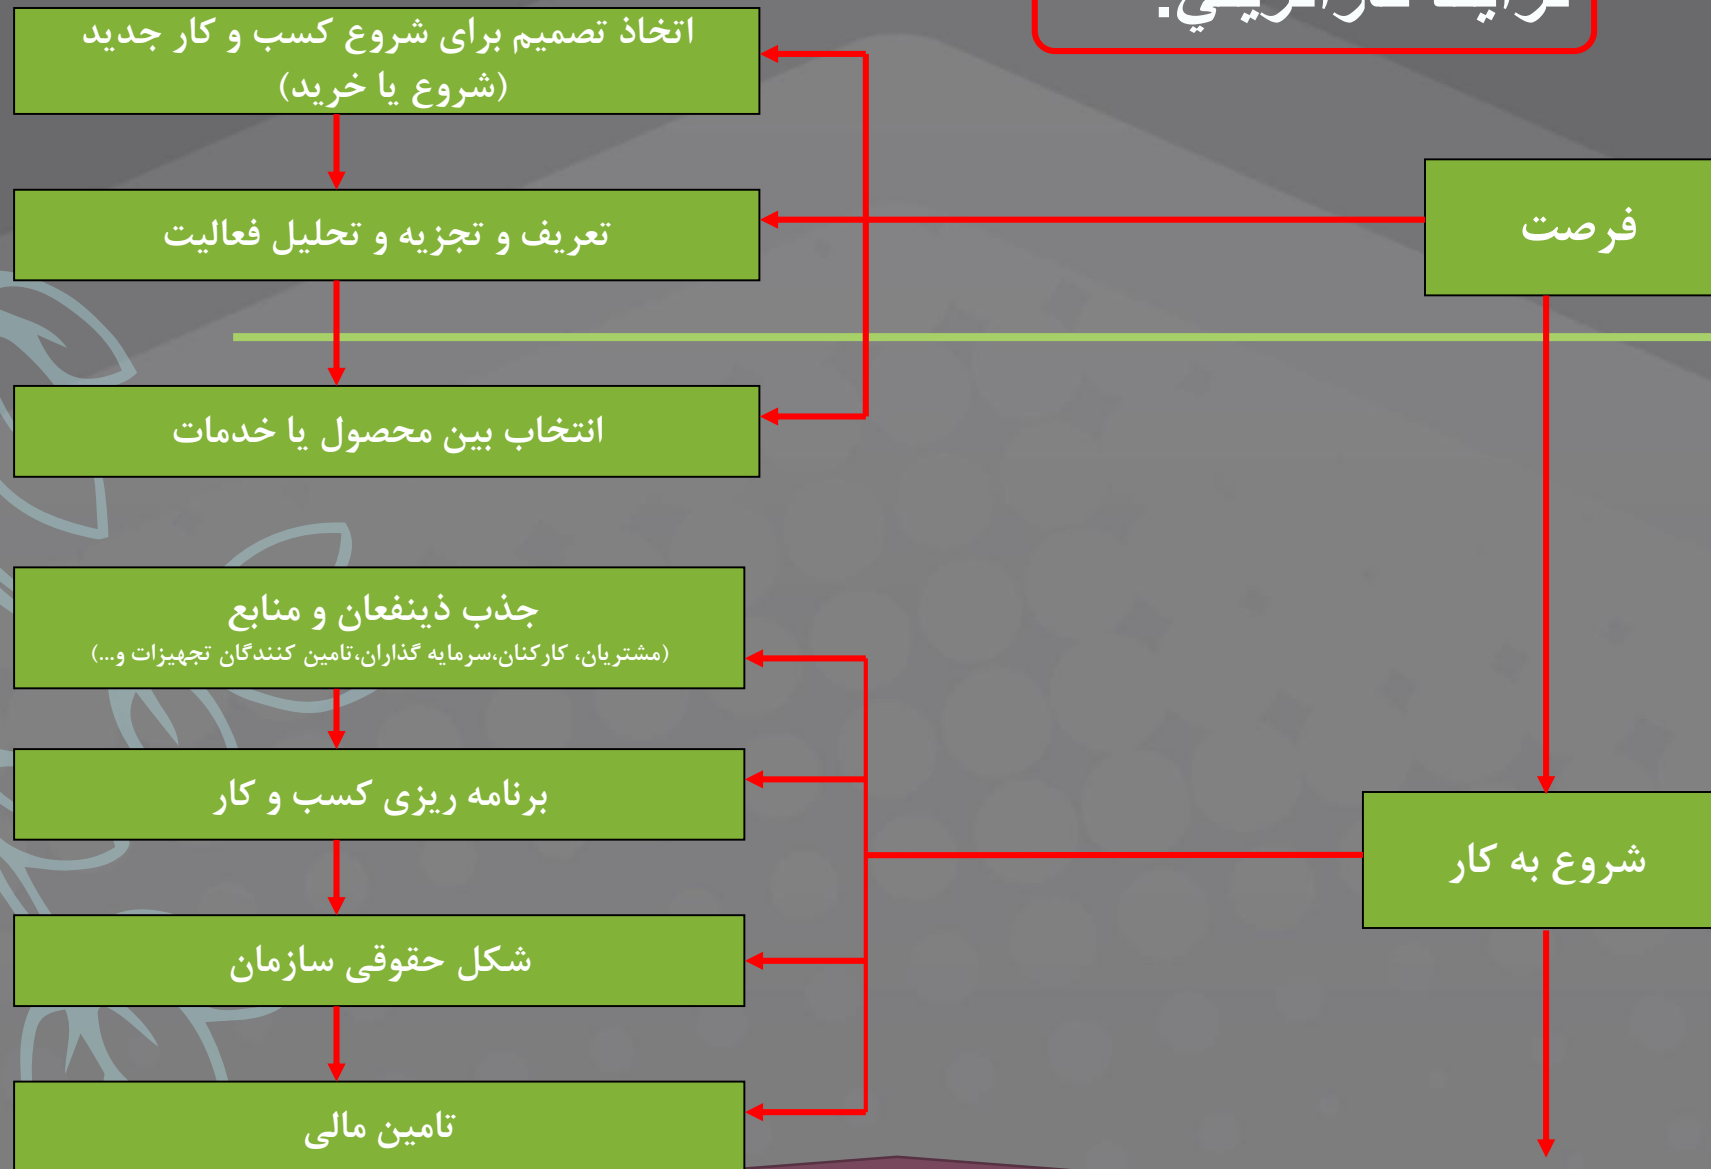 فرآیند کارآفريني:
اتخاذ تصمیم برای شروع کسب و کار جدید
(شروع یا خرید)
فرصت
تعریف و تجزیه و تحلیل فعالیت
انتخاب بین محصول یا خدمات
جذب ذینفعان و منابع
(مشتریان، کارکنان،سرمایه گذاران،تامین کنندگان تجهیزات و...)
برنامه ریزی کسب و کار
شروع به کار
شکل حقوقی سازمان
تامین مالی